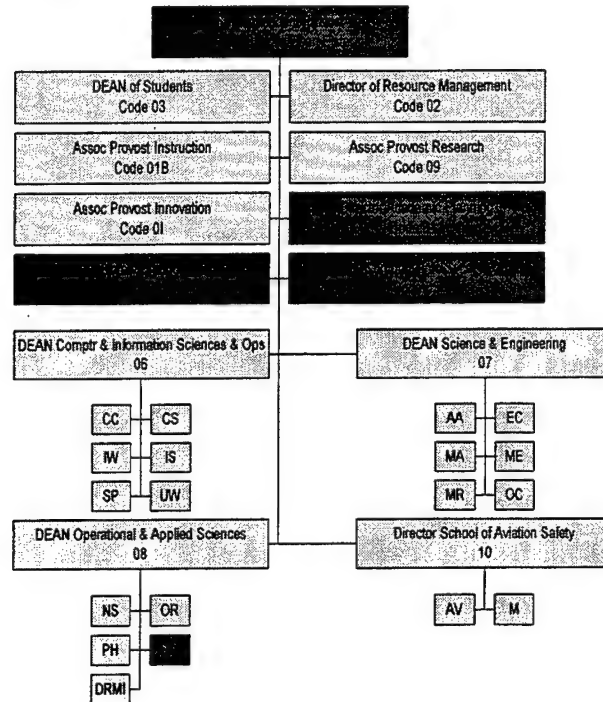 DEAN of Students
Code 03
Director of Resource Management
Code 02
Assoc Provost Instruction
Code 01B
Assoc Provost Research
Code 09
Assoc Provost Innovation
Code 0I
DEAN Comptr & Information Sciences & Ops
06
DEAN Science & Engineering
07
CC
CS
AA
EC
IW
IS
MA
ME
SP
UW
MR
OC
DEAN Operational & Applied Sciences
08
Director School of Aviation Safety
10
NS
OR
AV
M
PH
DRMI